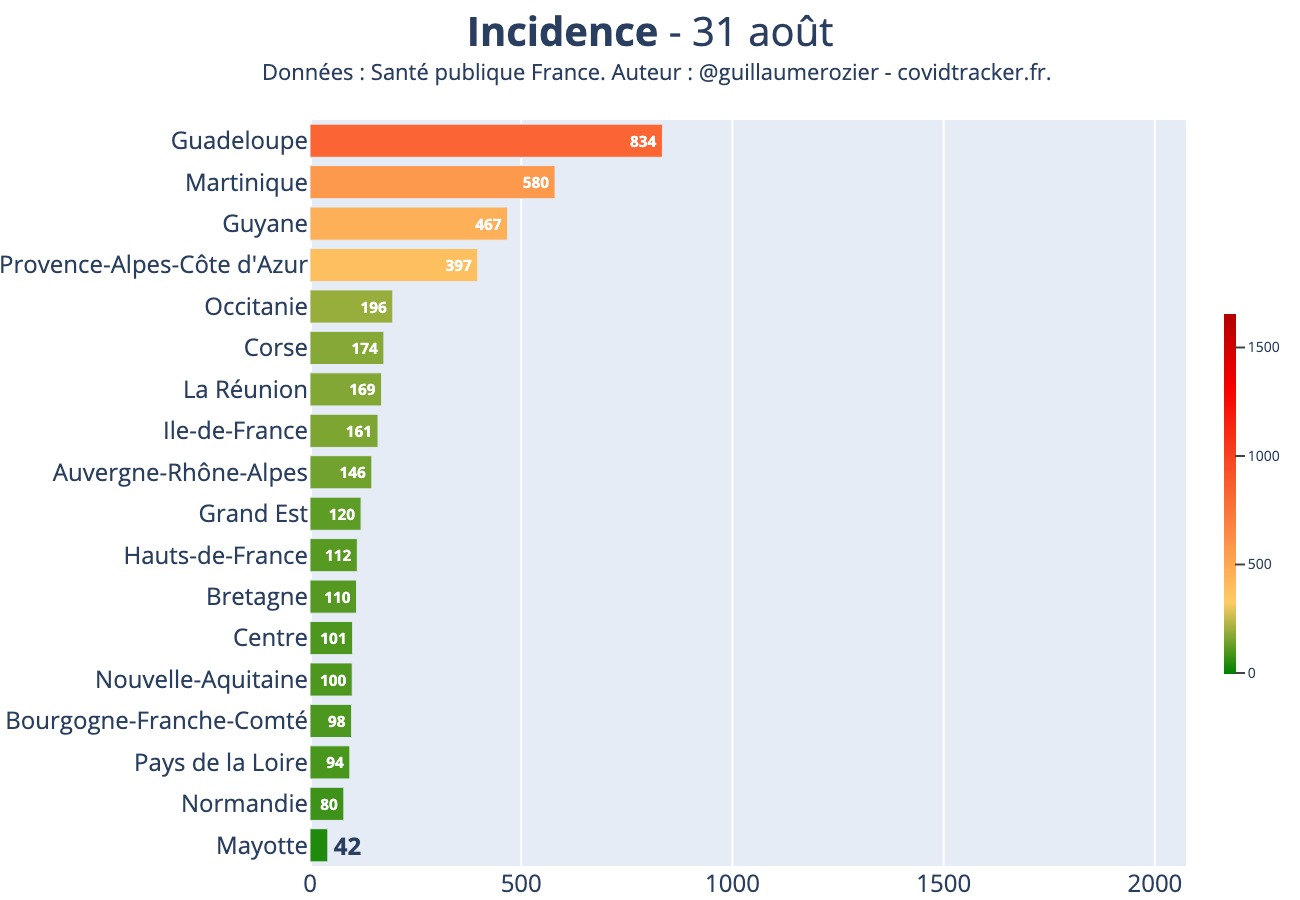 Incidence - 31 août
Données : Santé publique France. Auteur : @guillaumerozier - covidtracker.fr.
Guadeloupe 834
Martinique 580
Guyane 467
Provence-Alpes-Côte d'Azur 397
Occitanie 196
Corse 174
La Réunion 169
Ile-de-France 161
Auvergne-Rhône-Alpes 146
Grand Est 120
Hauts-de-France 112
Bretagne 110
Centre 101
Nouvelle-Aquitaine 100
Bourgogne-Franche-Comté 98
Pays de la Loire 94
Normandie 80
Mayotte 42
0 500 1000 1500 2000
1500
1000
500
0